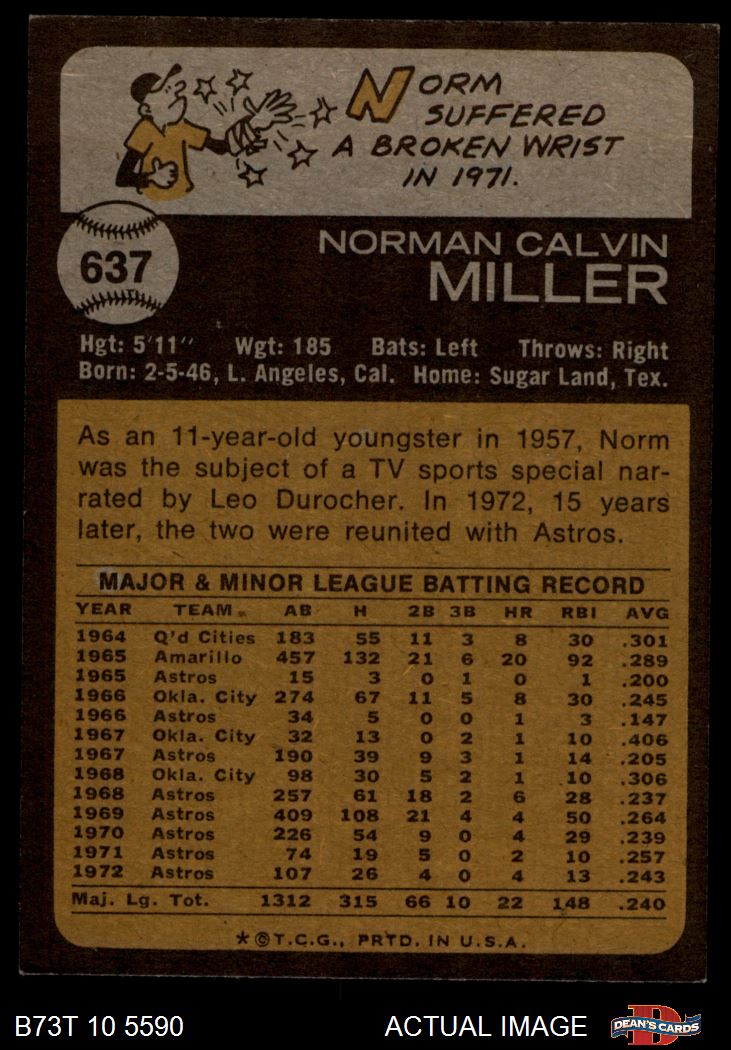 NORM
SUFFERED
A BROKEN WRIST
IN 1971.
637
NORMAN CALVIN
MILLER
Hgt: 5'11" Wgt: 185 Bats: Left Throws: Right
Born: 2-5-46, L. Angeles, Cal. Home: Sugar Land, Tex.
As an 11-year-old youngster in 1957, Norm
was the subject of a TV sports special nar-
rated by Leo Durocher. In 1972, 15 years
later, the two were reunited with Astros.
MAJOR & MINOR LEAGUE BATTING RECORD
YEAR TEAM AB H 2B 3B HR RBI AVG
1964 Q'd Cities 183 55 11 3 8 30 .301
1965 Amarillo 457 132 21 6 20 92 .289
1965 Astros 15 3 0 1 0 1 .200
1966 Okla. City 274 67 11 5 8 30 .245
1966 Astros 34 5 0 0 1 3 .147
1967 Okla. City 32 13 0 2 1 10 .406
1967 Astros 190 39 9 3 1 14 .205
1968 Okla. City 98 30 5 2 1 10 .306
1968 Astros 257 61 18 2 6 28 .237
1969 Astros 409 108 21 4 4 50 .264
1970 Astros 226 54 9 0 4 29 .239
1971 Astros 74 19 5 0 2 10 .257
1972 Astros 107 26 4 0 4 13 .243
Maj. Lg. Tot. 1312 315 66 10 22 148 .240
*©T.C.G., PRTD. IN U.S.A.
B73T 10 5590 ACTUAL IMAGE D DEAN'S CARDS